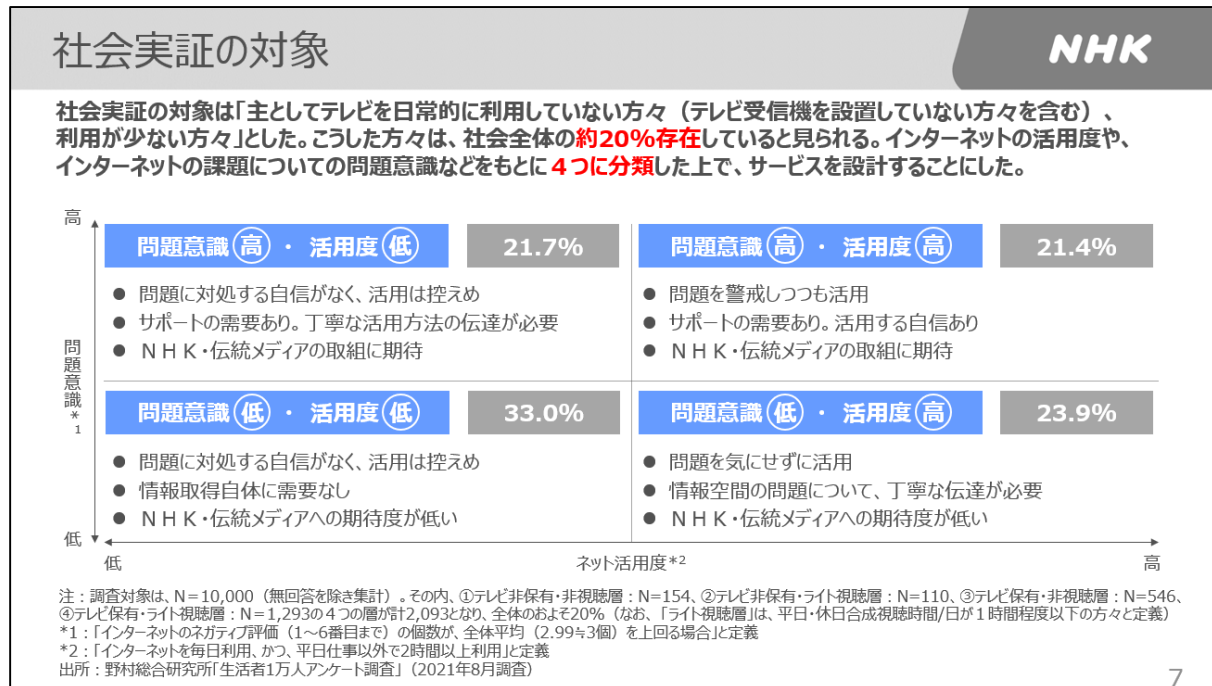 社会実証の対象
NHK
社会実証の対象は「主としてテレビを日常的に利用していない方々（テレビ受信機を設置していない方々を含む）、
利用が少ない方々」とした。こうした方々は、社会全体の約20%存在していると見られる。インターネットの活用度や、
インターネットの課題についての問題意識などをもとに４つに分類した上で、サービスを設計することにした。
高
問題意識高・活用度低 21.7%
● 問題に対処する自信がなく、活用は控えめ
● サポートの需要あり。丁寧な活用方法の伝達が必要
● ＮＨＫ・伝統メディアの取組に期待
問題意識高・活用度高 21.4%
● 問題を警戒しつつも活用
● サポートの需要あり。活用する自信あり
● ＮＨＫ・伝統メディアの取組に期待
問題意識*1
問題意識低・活用度低 33.0%
● 問題に対処する自信がなく、活用は控えめ
● 情報取得自体に需要なし
● ＮＨＫ・伝統メディアへの期待度が低い
問題意識低・活用度高 23.9%
● 問題を気にせずに活用
● 情報空間の問題について、丁寧な伝達が必要
● ＮＨＫ・伝統メディアへの期待度が低い
低
低 ネット活用度*2 高
注：調査対象は、N＝10,000（無回答を除き集計）。その内、①テレビ非保有・非視聴層：N=154、②テレビ非保有・ライト視聴層：N=110、③テレビ保有・非視聴層：N=546、
④テレビ保有・ライト視聴層：N=1,293の４つの層が計2,093となり、全体のおよそ20%（なお、「ライト視聴層」は、平日・休日合成視聴時間/日が１時間程度以下の方々と定義）
*1：「インターネットのネガティブ評価（1～6番目まで）の個数が、全体平均（2.99≒3個）を上回る場合」と定義
*2：「インターネットを毎日利用、かつ、平日仕事以外で2時間以上利用」と定義
出所：野村総合研究所「生活者1万人アンケート調査」（2021年8月調査）
7